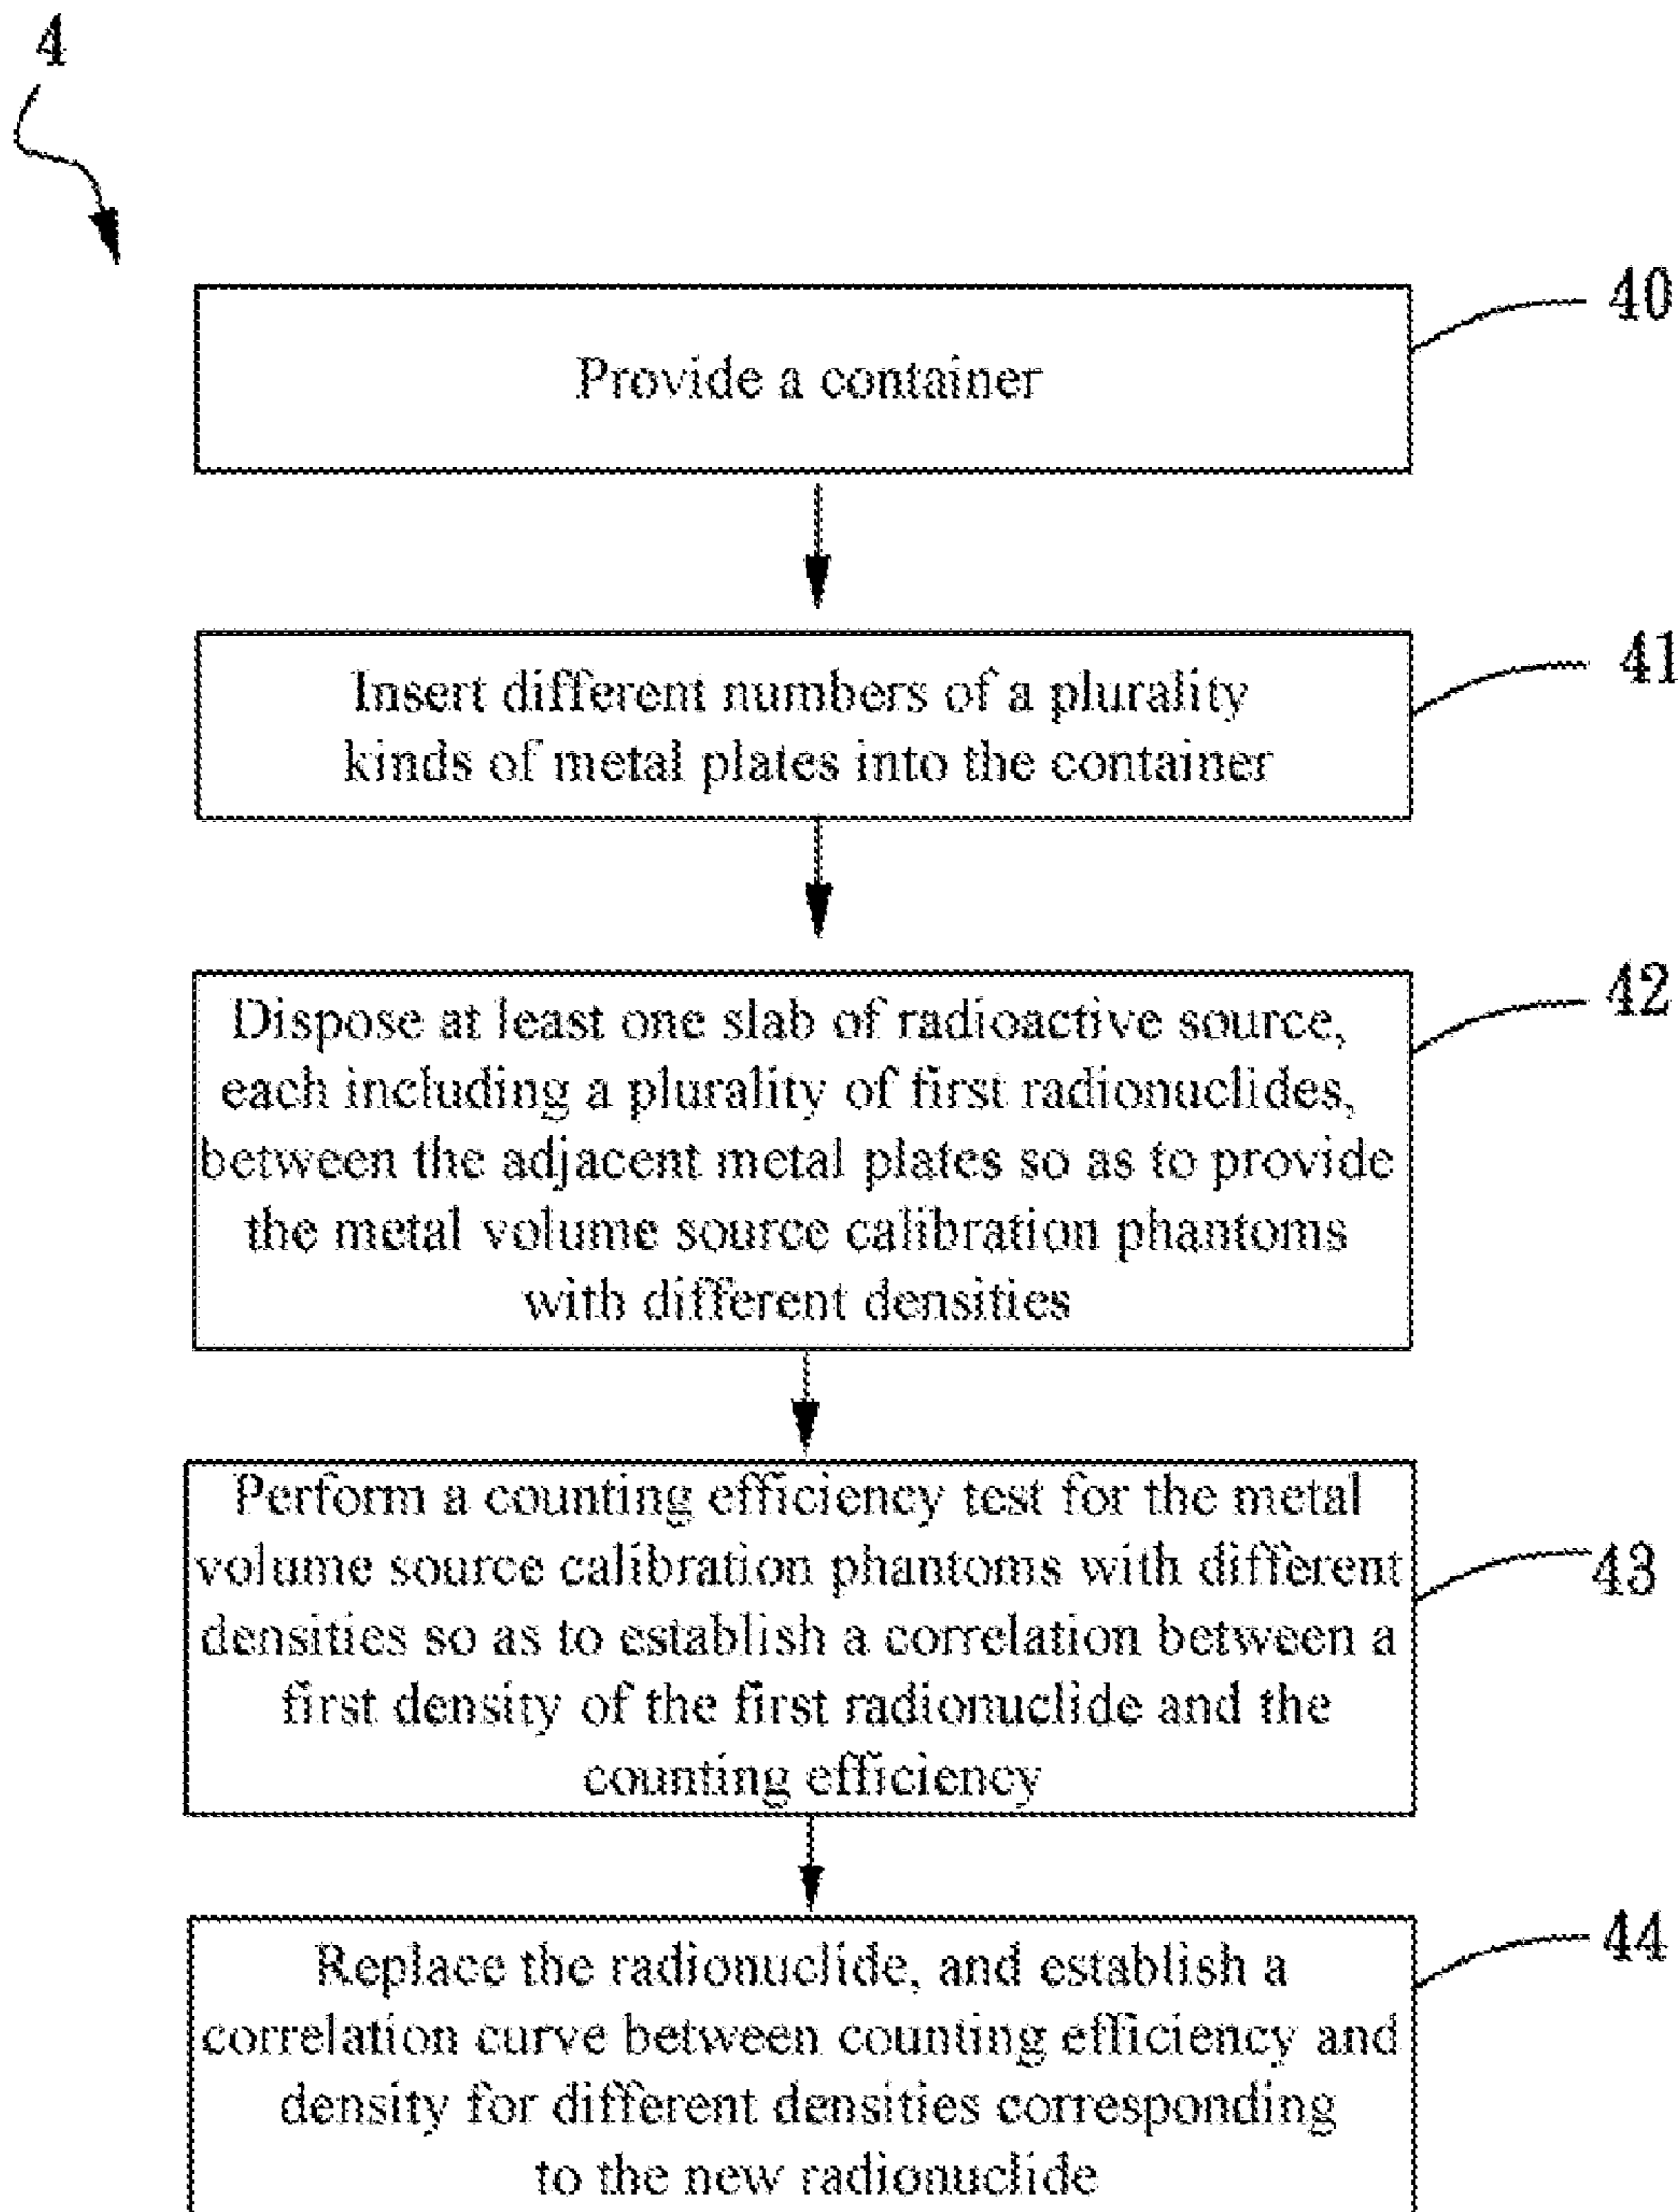 4
Provide a container
40
Insert different numbers of a plurality
kinds of metal plates into the container
41
Dispose at least one slab of radioactive source,
each including a plurality of first radionuclides,
between the adjacent metal plates so as to provide
the metal volume source calibration phantoms
with different densities
42
Perform a counting efficiency test for the metal
volume source calibration phantoms with different
densities so as to establish a correlation between a
first density of the first radionuclide and the
counting efficiency
43
Replace the radionuclide, and establish a
correlation curve between counting efficiency and
density for different densities corresponding
to the new radionuclide
44